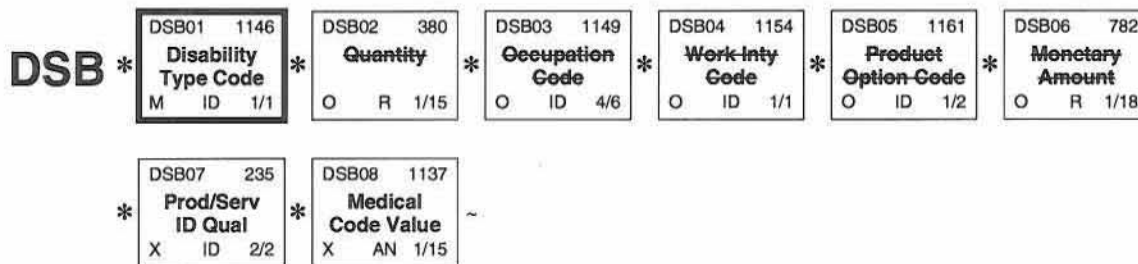 DSB01 1146 DSB02 380 DSB03 1149 DSB04 1154 DSB05 1161 DSB06 782
DSB * Disability * Quantity * Occupation * Work Inty * Product * Monetary
Type Code Code Code Option Code Amount
M ID 1/1 O R 1/15 O ID 4/6 O ID 1/1 O ID 1/2 O R 1/18
DSB07 235 DSB08 1137
* Prod/Serv * Medical ~
ID Qual Code Value
X ID 2/2 X AN 1/15